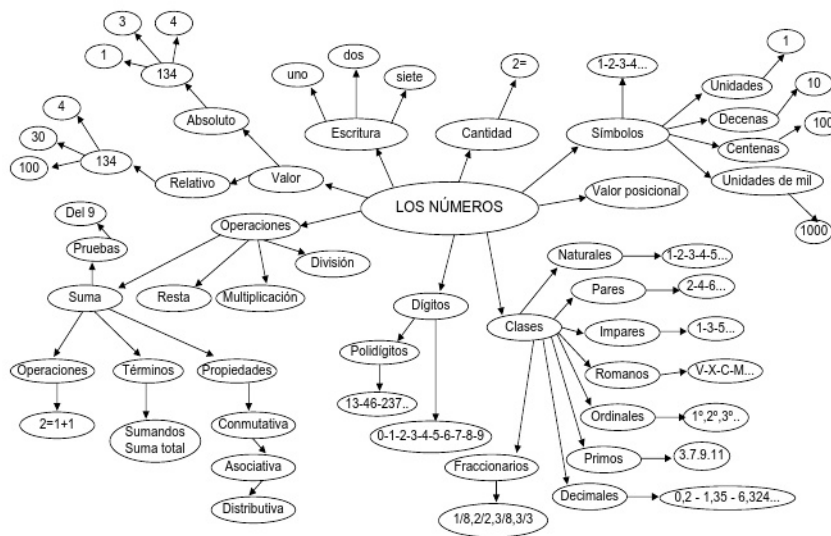 3
4
1
134
Absoluto
4
30
100
134
Relativo
Valor
uno
dos
siete
Escritura
2=
Cantidad
1-2-3-4...
Símbolos
Unidades
1
Decenas
10
Centenas
100
Unidades de mil
1000
LOS NÚMEROS
Valor posicional
Operaciones
Del 9
Pruebas
Suma
Resta
Multiplicación
División
Operaciones
2=1+1
Términos
Sumandos
Suma total
Propiedades
Conmutativa
Asociativa
Distributiva
Dígitos
Polidígitos
13-46-237..
0-1-2-3-4-5-6-7-8-9
Clases
Naturales
1-2-3-4-5...
Pares
2-4-6...
Impares
1-3-5...
Romanos
V-X-C-M...
Ordinales
1º,2º,3º..
Primos
3.7.9.11
Decimales
0,2 - 1,35 - 6,324...
Fraccionarios
1/8,2/2,3/8,3/3